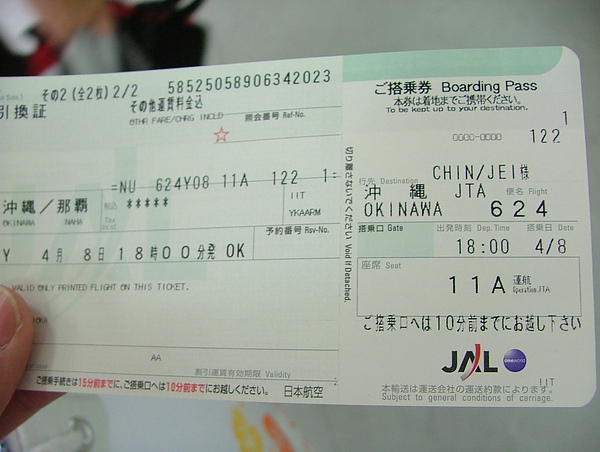 その2 (全2枚) 2/2
58525058906342023
引換証
その他運賃料金込
OTHR FARE/CHRG INCLD
照会番号 Ref-No.
☆
=NU 624Y08 11A 122 1=
沖縄／那覇
税込 *****
OKINAWA NAHA
Tax Incl
IIT
YKAARM
予約番号 Rsv-No.
Y 4月 8日 18時00分発 OK
VALID ONLY PRINTED FLIGHT ON THIS TICKET.
AA
割引運賃有効期限 Validity
ご搭乗手続きは15分前までに、ご搭乗口へは10分前までにお越しください。 日本航空
切り離さないでください Void If Detached.
ご搭乗券 Boarding Pass
本券は着地までご携帯ください。
To be kept up to your destination.
1
0000-0000 122
CHIN/JEI様
行先 Destination
沖縄 JTA 便名 Flight
OKINAWA 624
搭乗口 Gate 出発時刻 Dep.Time 搭乗日 Date
18:00 4/8
座席 Seat
11A 運航
Operation.JTA
ご搭乗口へは10分前までにお越し下さい
JAL oneworld
IIT
本輸送は運送会社の運送約款によります。
Subject to general conditions of carriage.